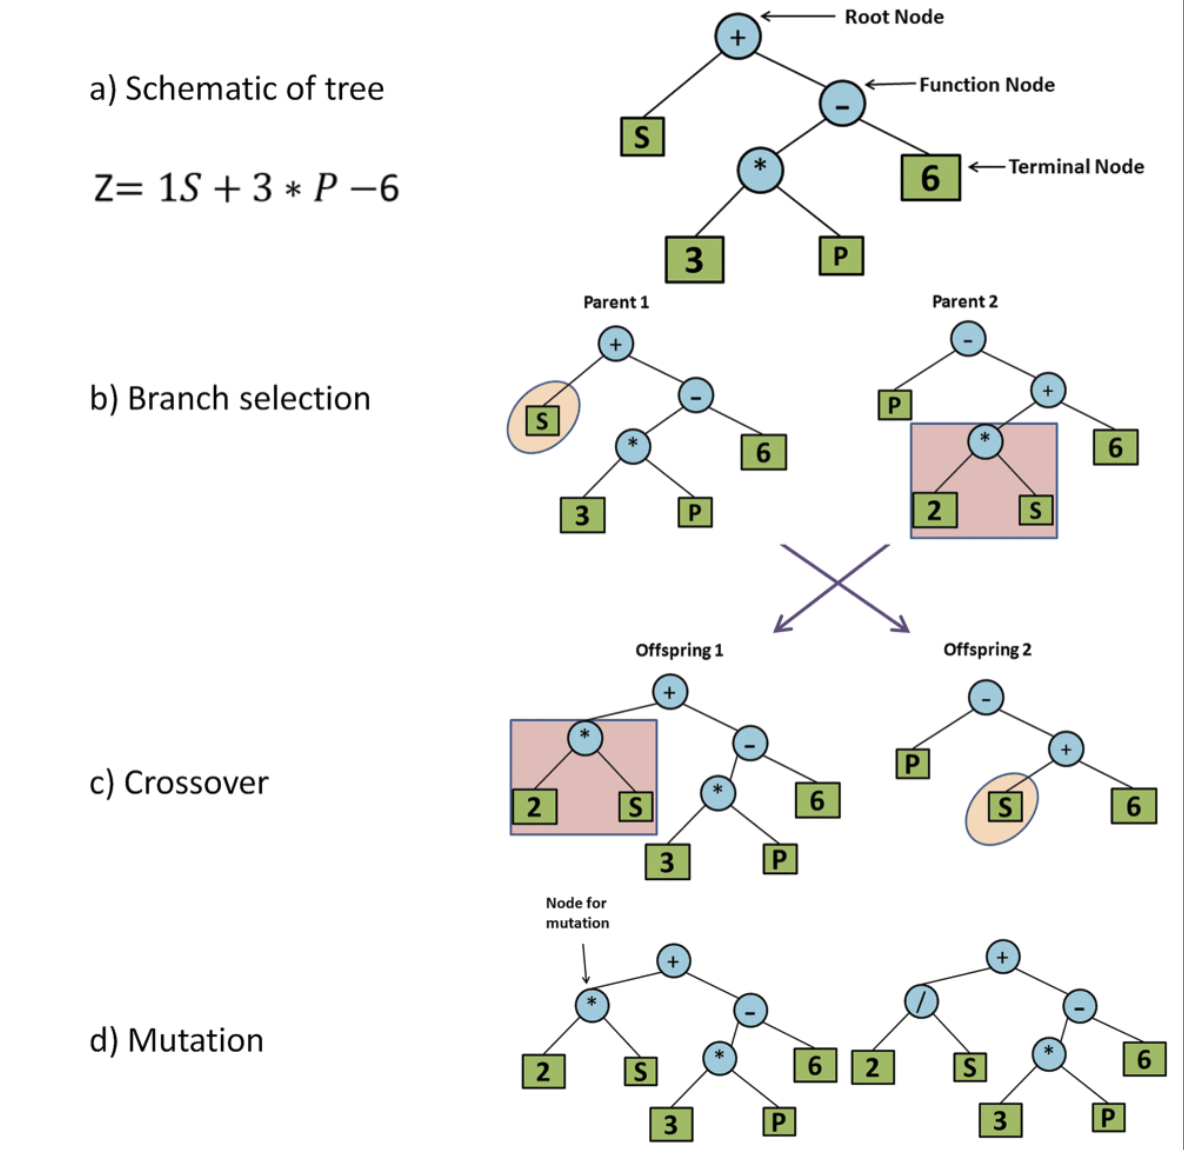 a) Schematic of tree
Z= 1S + 3 * P −6
+
Root Node
-
Function Node
S
*
6
Terminal Node
3
P
b) Branch selection
Parent 1
+
S
-
*
6
3
P
Parent 2
-
P
+
*
6
2
S
c) Crossover
Offspring 1
+
*
-
2
S
*
6
3
P
Offspring 2
-
P
+
S
6
d) Mutation
Node for
mutation
+
*
-
2
S
*
6
3
P
+
/
-
2
S
*
6
3
P